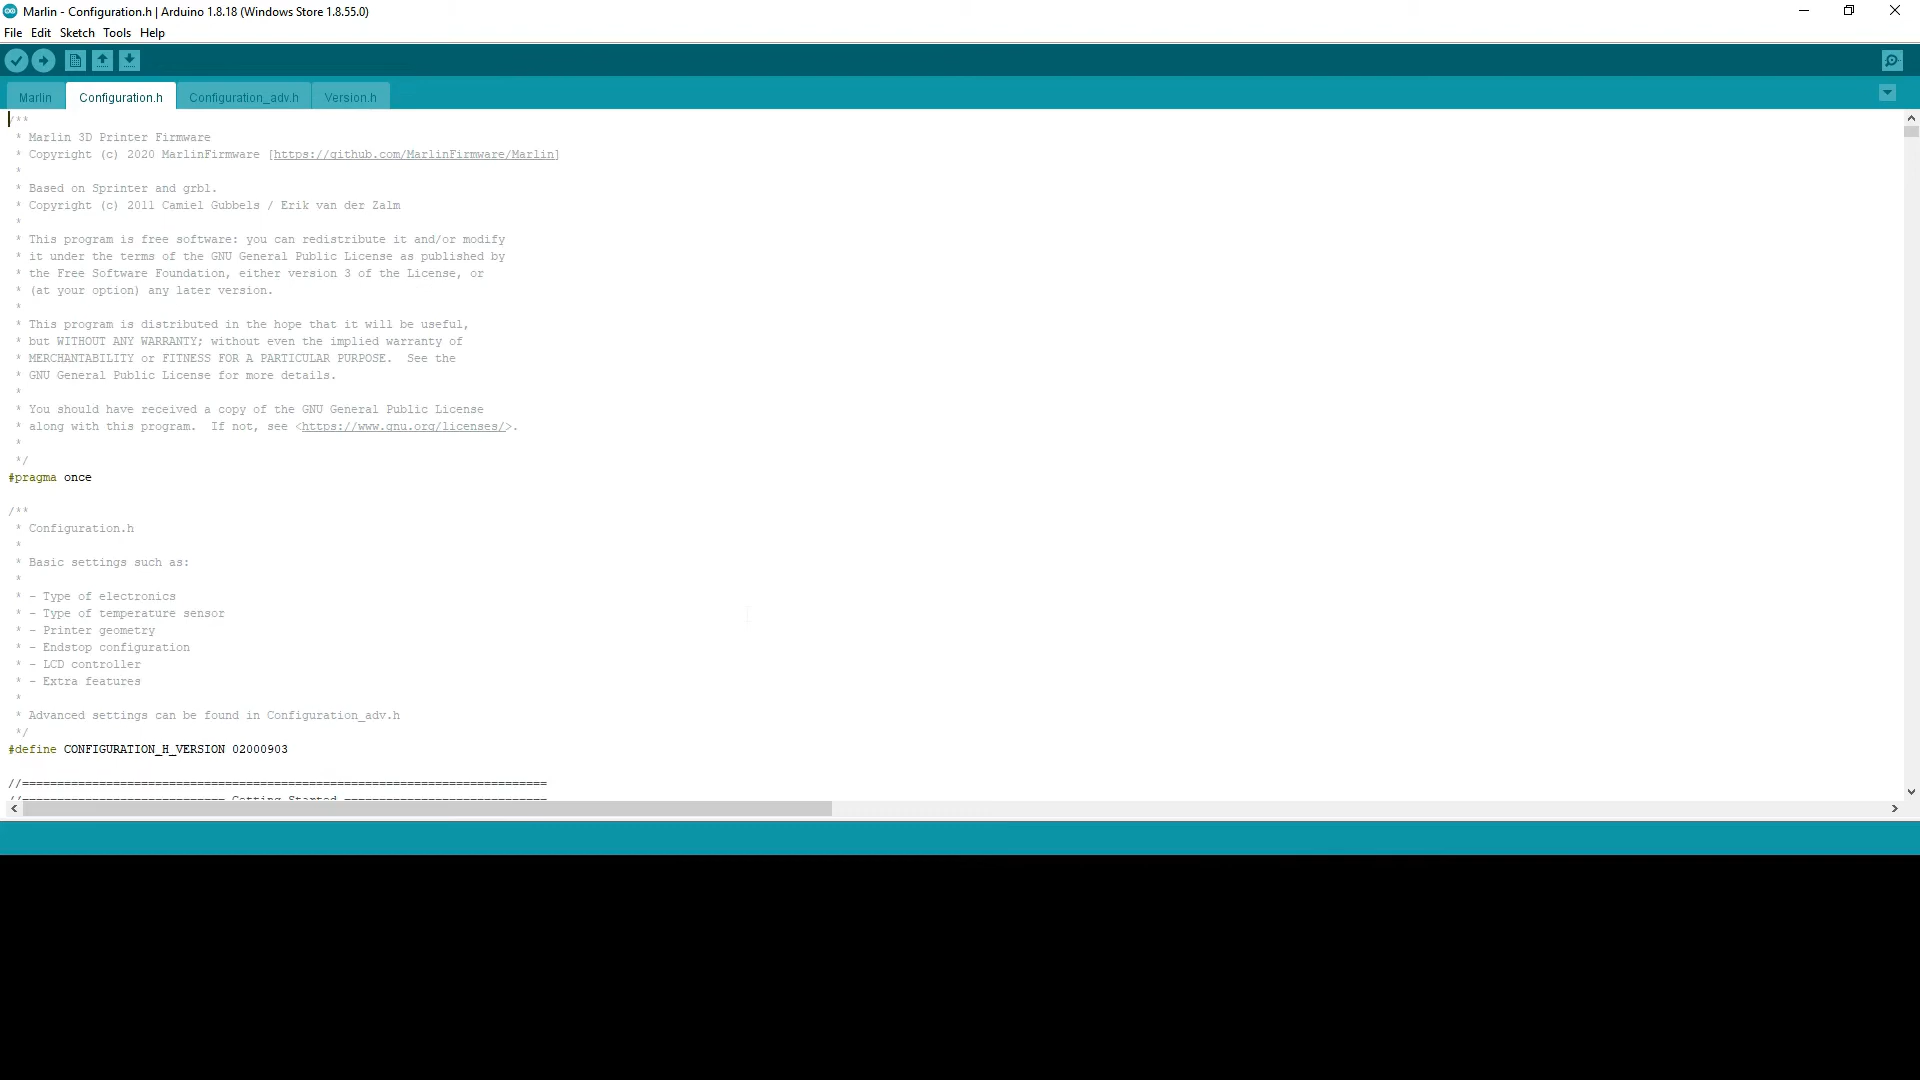 Marlin - Configuration.h | Arduino 1.8.18 (Windows Store 1.8.55.0)
File Edit Sketch Tools Help
Marlin Configuration.h Configuration_adv.h Version.h
/**
* Marlin 3D Printer Firmware
* Copyright (c) 2020 MarlinFirmware [https://github.com/MarlinFirmware/Marlin]
*
* Based on Sprinter and grbl.
* Copyright (c) 2011 Camiel Gubbels / Erik van der Zalm
*
* This program is free software: you can redistribute it and/or modify
* it under the terms of the GNU General Public License as published by
* the Free Software Foundation, either version 3 of the License, or
* (at your option) any later version.
*
* This program is distributed in the hope that it will be useful,
* but WITHOUT ANY WARRANTY; without even the implied warranty of
* MERCHANTABILITY or FITNESS FOR A PARTICULAR PURPOSE.  See the
* GNU General Public License for more details.
*
* You should have received a copy of the GNU General Public License
* along with this program.  If not, see <https://www.gnu.org/licenses/>.
*
*/
#pragma once
/**
* Configuration.h
*
* Basic settings such as:
*
* - Type of electronics
* - Type of temperature sensor
* - Printer geometry
* - Endstop configuration
* - LCD controller
* - Extra features
*
* Advanced settings can be found in Configuration_adv.h
*/
#define CONFIGURATION_H_VERSION 02000903
//===========================================================================
//============================= Getting Started =============================